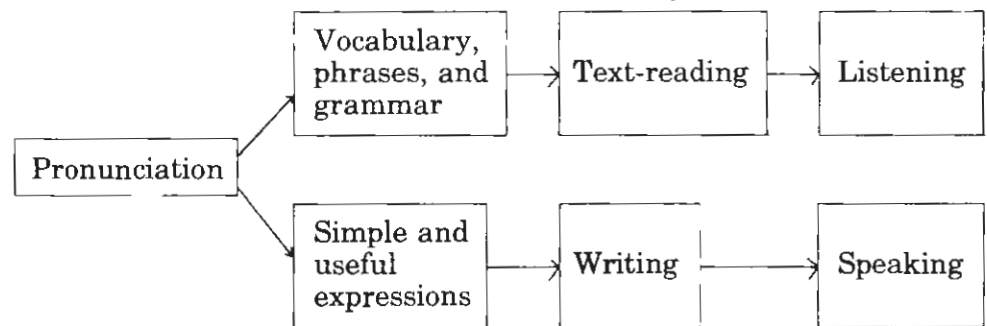 Pronunciation
Vocabulary,
phrases, and
grammar
Text-reading
Listening
Simple and
useful
expressions
Writing
Speaking